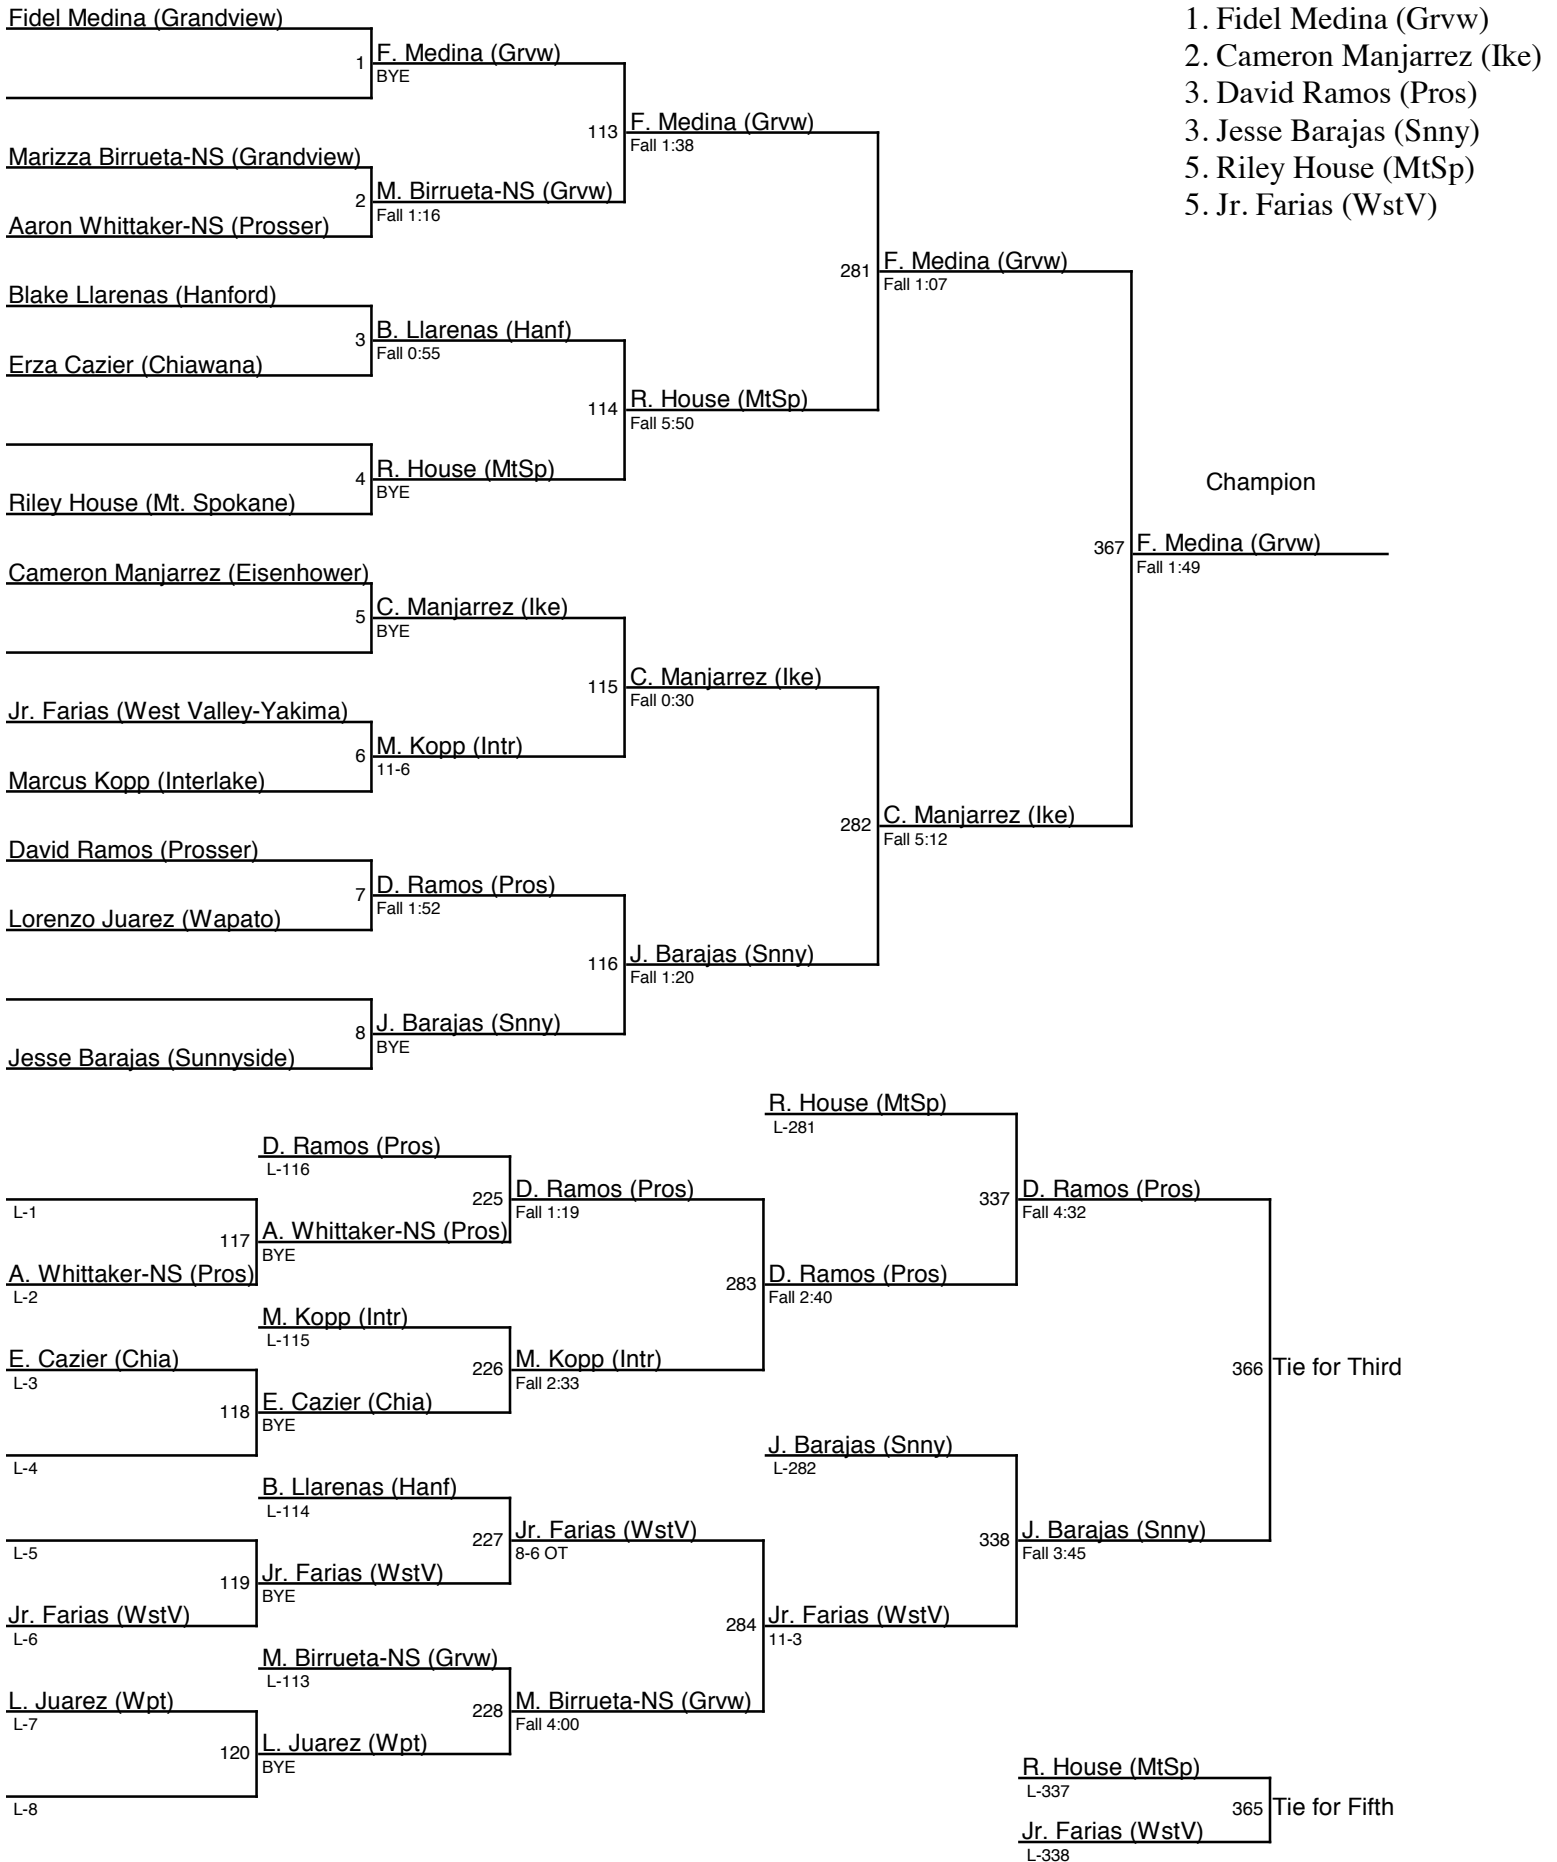 Fidel Medina (Grandview)
1 F. Medina (Grvw)
BYE
113 F. Medina (Grvw)
Fall 1:38
Marizza Birrueta-NS (Grandview)
2 M. Birrueta-NS (Grvw)
Fall 1:16
Aaron Whittaker-NS (Prosser)
281 F. Medina (Grvw)
Fall 1:07
Blake Llarenas (Hanford)
3 B. Llarenas (Hanf)
Fall 0:55
Erza Cazier (Chiawana)
114 R. House (MtSp)
Fall 5:50
4 R. House (MtSp)
BYE
Riley House (Mt. Spokane)
Champion
367 F. Medina (Grvw)
Fall 1:49
Cameron Manjarrez (Eisenhower)
5 C. Manjarrez (Ike)
BYE
115 C. Manjarrez (Ike)
Fall 0:30
Jr. Farias (West Valley-Yakima)
6 M. Kopp (Intr)
11-6
Marcus Kopp (Interlake)
282 C. Manjarrez (Ike)
Fall 5:12
David Ramos (Prosser)
7 D. Ramos (Pros)
Fall 1:52
Lorenzo Juarez (Wapato)
116 J. Barajas (Snny)
Fall 1:20
8 J. Barajas (Snny)
BYE
Jesse Barajas (Sunnyside)
1. Fidel Medina (Grvw)
2. Cameron Manjarrez (Ike)
3. David Ramos (Pros)
3. Jesse Barajas (Snny)
5. Riley House (MtSp)
5. Jr. Farias (WstV)
R. House (MtSp)
L-281
D. Ramos (Pros)
L-116
225 D. Ramos (Pros)
Fall 1:19
337 D. Ramos (Pros)
Fall 4:32
L-1
117 A. Whittaker-NS (Pros)
BYE
A. Whittaker-NS (Pros)
L-2
283 D. Ramos (Pros)
Fall 2:40
M. Kopp (Intr)
L-115
E. Cazier (Chia)
L-3
226 M. Kopp (Intr)
Fall 2:33
366 Tie for Third
118 E. Cazier (Chia)
BYE
L-4
J. Barajas (Snny)
L-282
B. Llarenas (Hanf)
L-114
227 Jr. Farias (WstV)
8-6 OT
338 J. Barajas (Snny)
Fall 3:45
L-5
119 Jr. Farias (WstV)
BYE
Jr. Farias (WstV)
L-6
284 Jr. Farias (WstV)
11-3
M. Birrueta-NS (Grvw)
L-113
L. Juarez (Wpt)
L-7
228 M. Birrueta-NS (Grvw)
Fall 4:00
120 L. Juarez (Wpt)
BYE
L-8
R. House (MtSp)
L-337
365 Tie for Fifth
Jr. Farias (WstV)
L-338